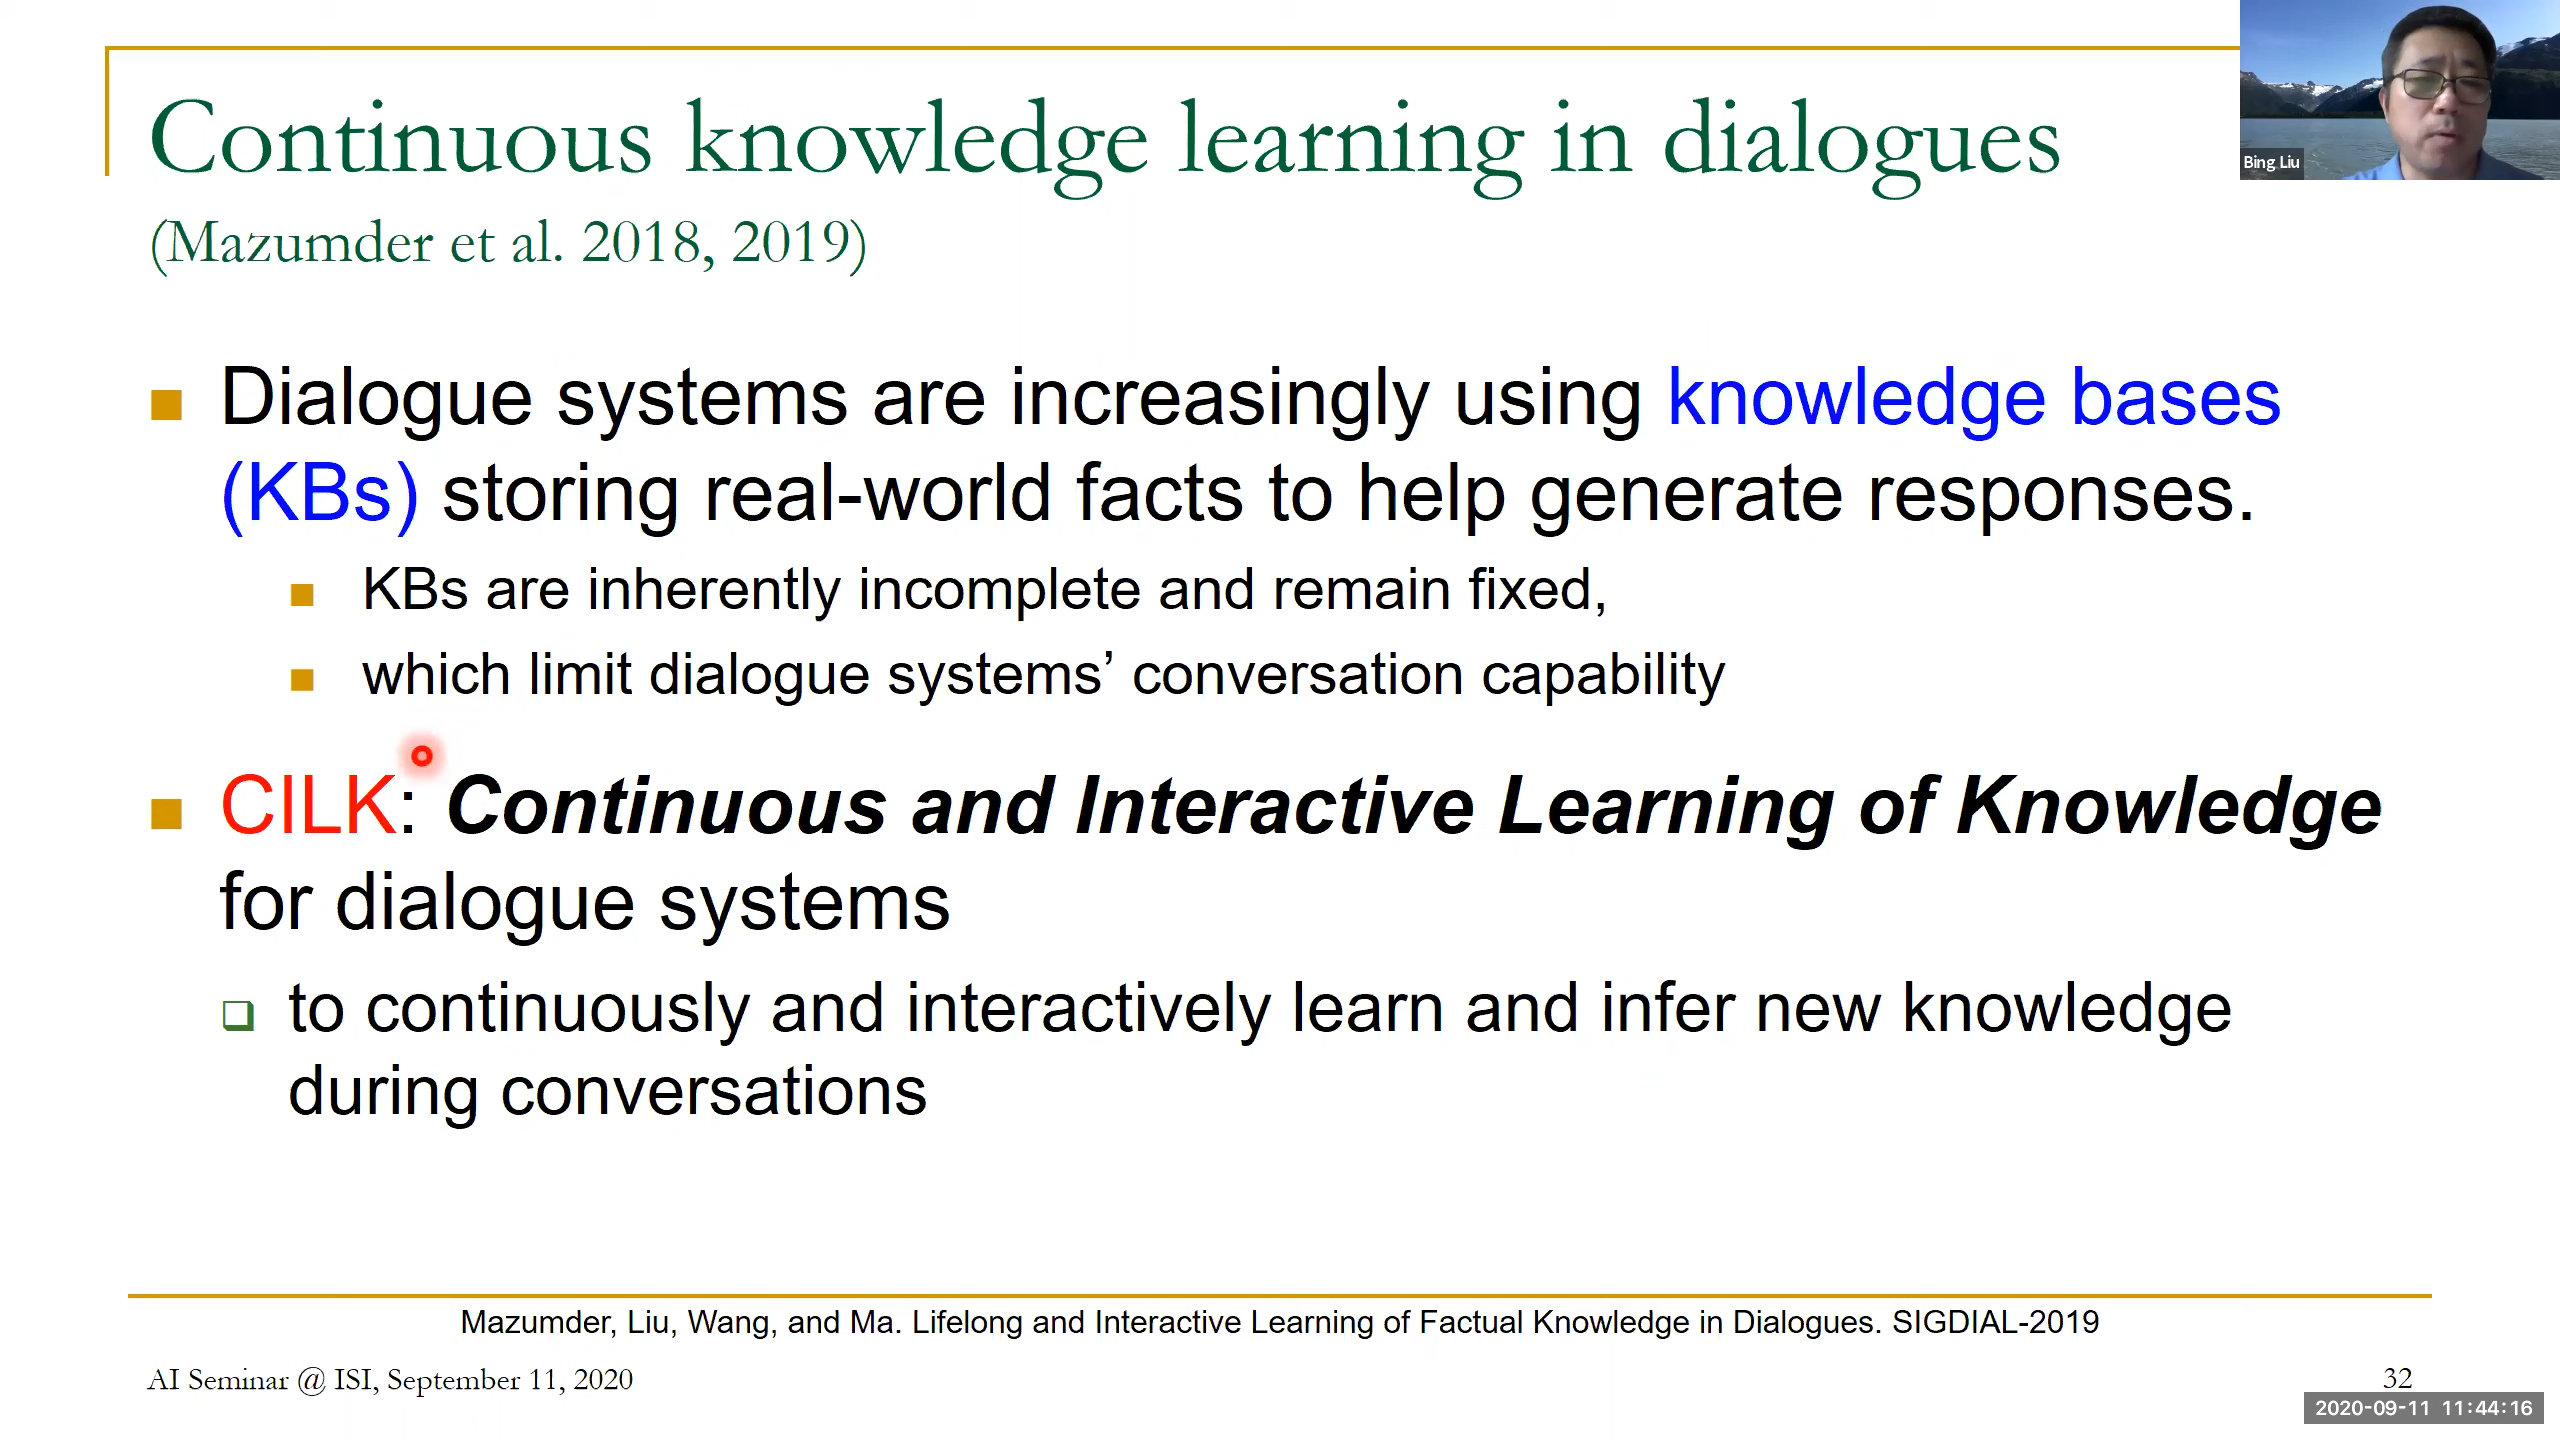 Continuous knowledge learning in dialogues
(Mazumder et al. 2018, 2019)
Bing Liu
Dialogue systems are increasingly using knowledge bases
(KBs) storing real-world facts to help generate responses.
KBs are inherently incomplete and remain fixed,
which limit dialogue systems’ conversation capability
CILK: Continuous and Interactive Learning of Knowledge
for dialogue systems
to continuously and interactively learn and infer new knowledge
during conversations
Mazumder, Liu, Wang, and Ma. Lifelong and Interactive Learning of Factual Knowledge in Dialogues. SIGDIAL-2019
AI Seminar @ ISI, September 11, 2020
32
2020-09-11 11:44:16